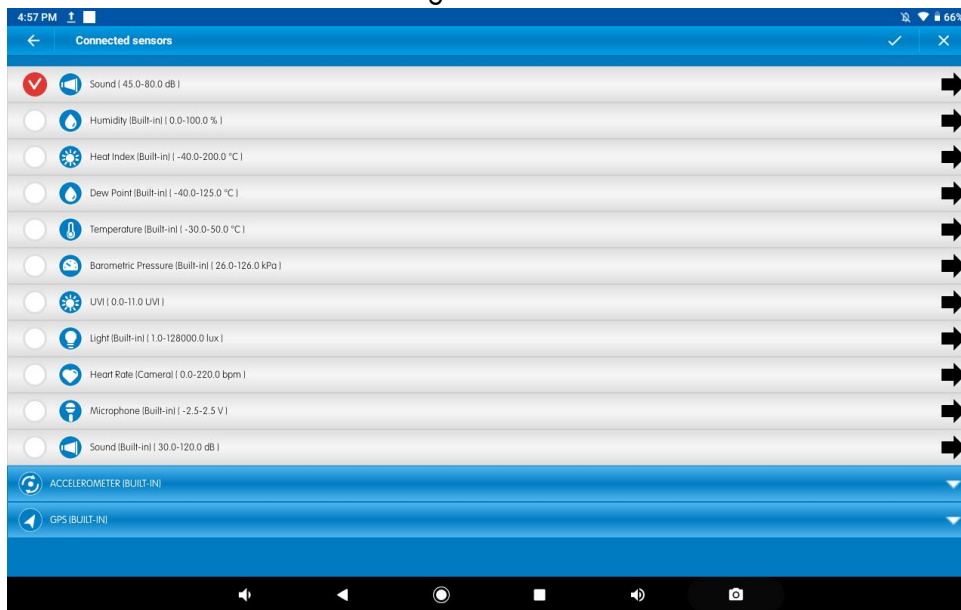 4:57 PM 66%
Connected sensors
Sound ( 45.0-80.0 dB )
Humidity (Built-in) ( 0.0-100.0 % )
Heat Index (Built-in) ( -40.0-200.0 °C )
Dew Point (Built-in) ( -40.0-125.0 °C )
Temperature (Built-in) ( -30.0-50.0 °C )
Barometric Pressure (Built-in) ( 26.0-126.0 kPa )
UVI ( 0.0-11.0 UVI )
Light (Built-in) ( 1.0-128000.0 lux )
Heart Rate (Camera) ( 0.0-220.0 bpm )
Microphone (Built-in) ( -2.5-2.5 V )
Sound (Built-in) ( 30.0-120.0 dB )
ACCELEROMETER (BUILT-IN)
GPS (BUILT-IN)